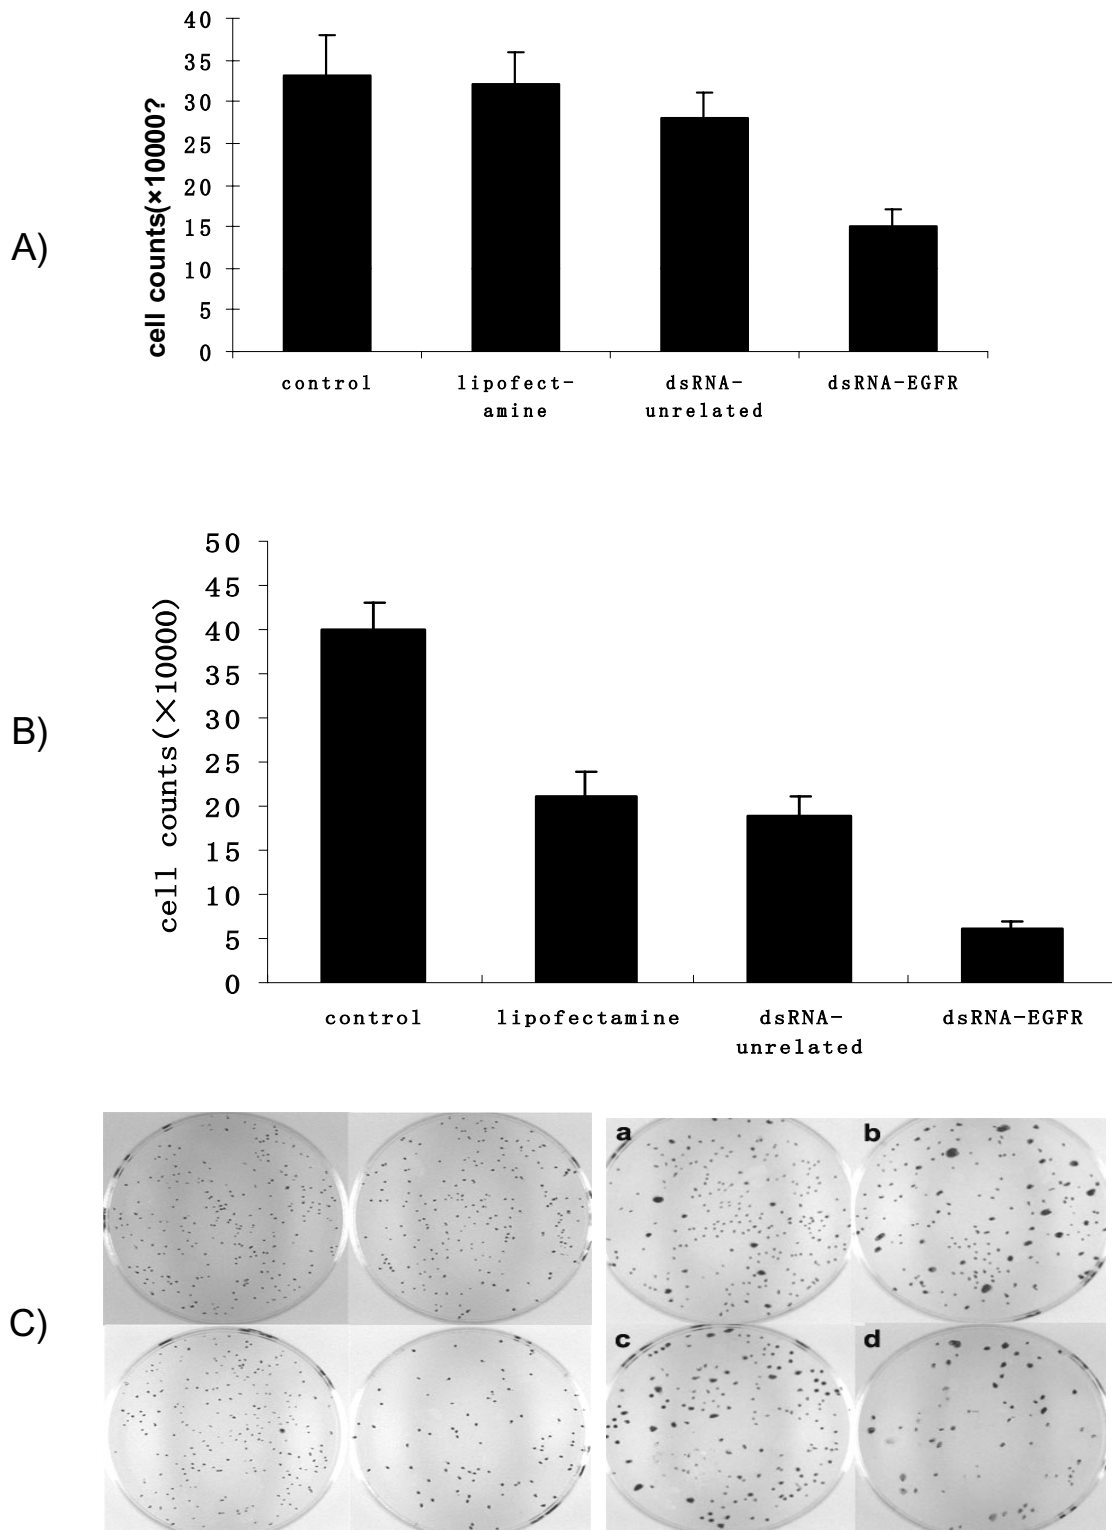 A)
cell counts(×10000?
40
35
30
25
20
15
10
5
0
control
lipofect-
amine
dsRNA-
unrelated
dsRNA-EGFR
B)
cell counts(×10000)
50
45
40
35
30
25
20
15
10
5
0
control
lipofectamine
dsRNA-
unrelated
dsRNA-EGFR
C)
a
b
c
d